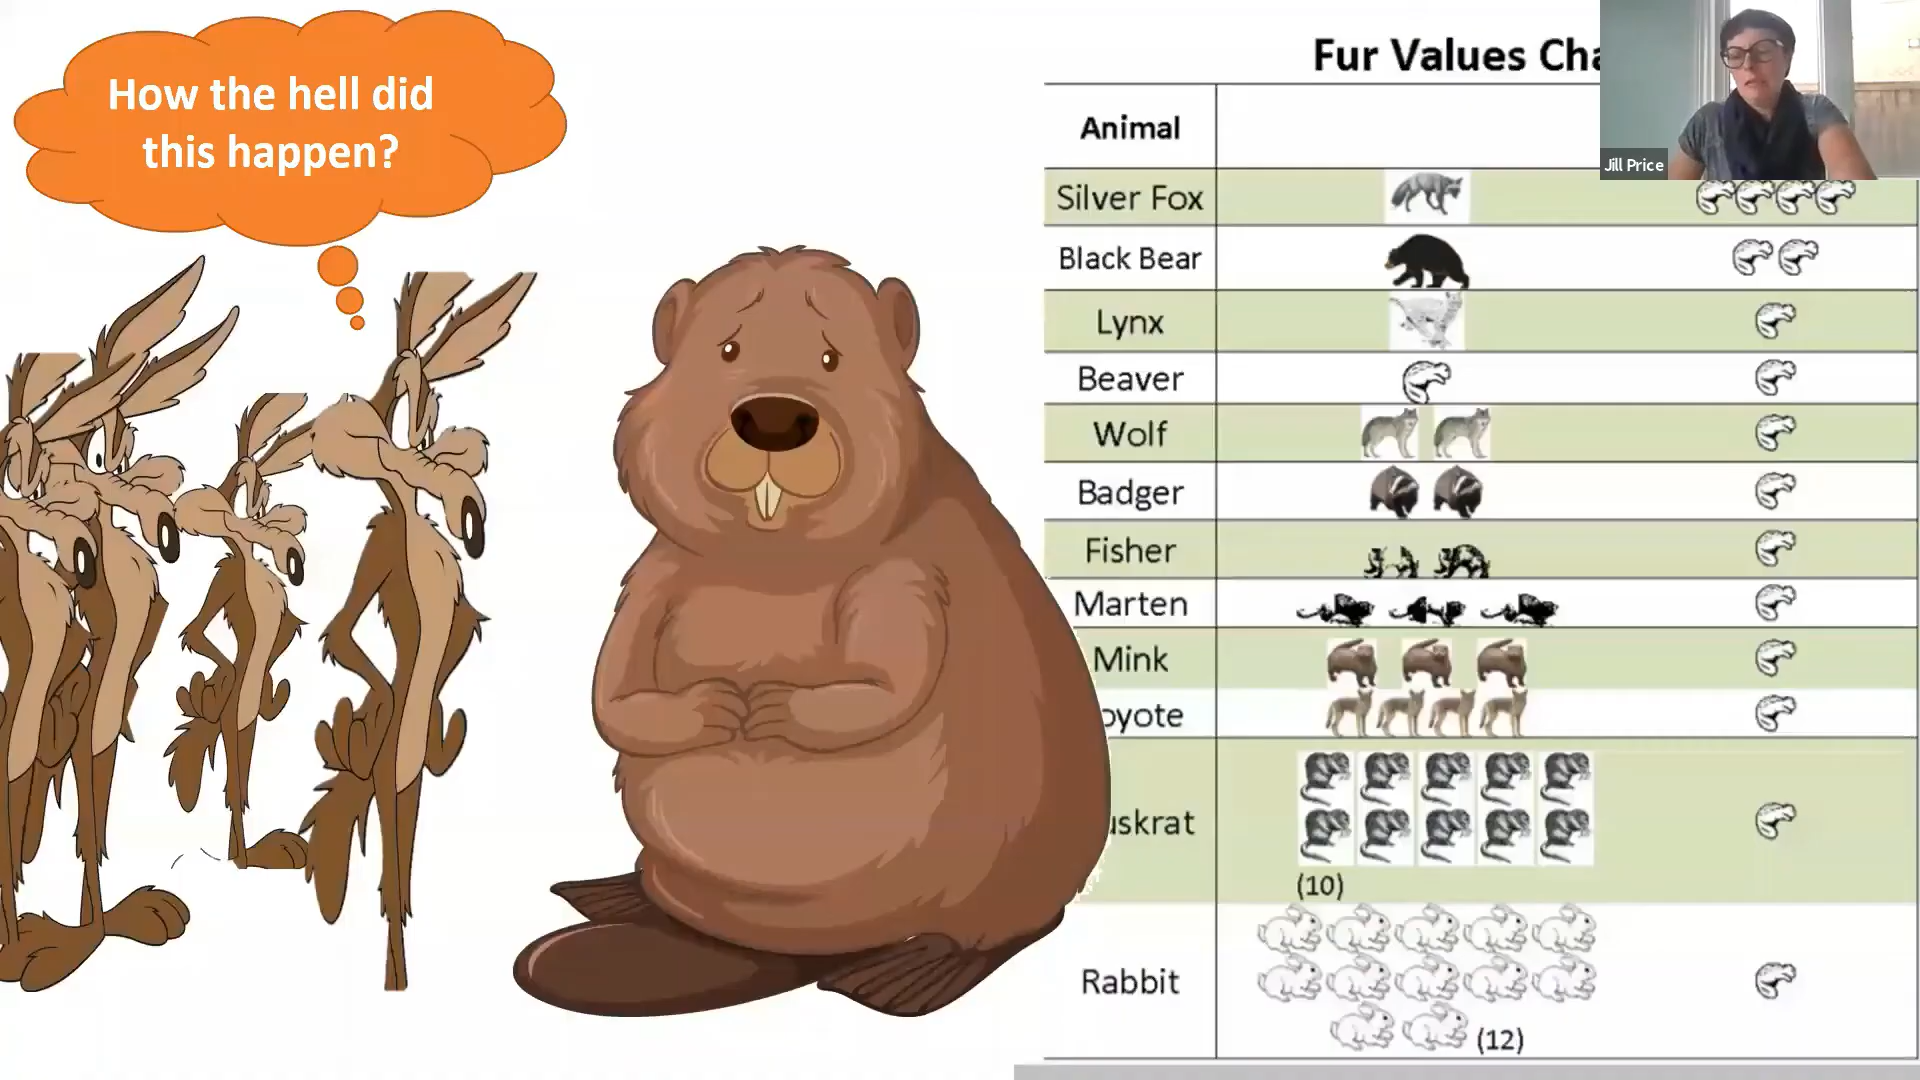 How the hell did
this happen?
Fur Values Cha
Jill Price
Animal
Silver Fox
Black Bear
Lynx
Beaver
Wolf
Badger
Fisher
Marten
Mink
oyote
uskrat
(10)
Rabbit
(12)